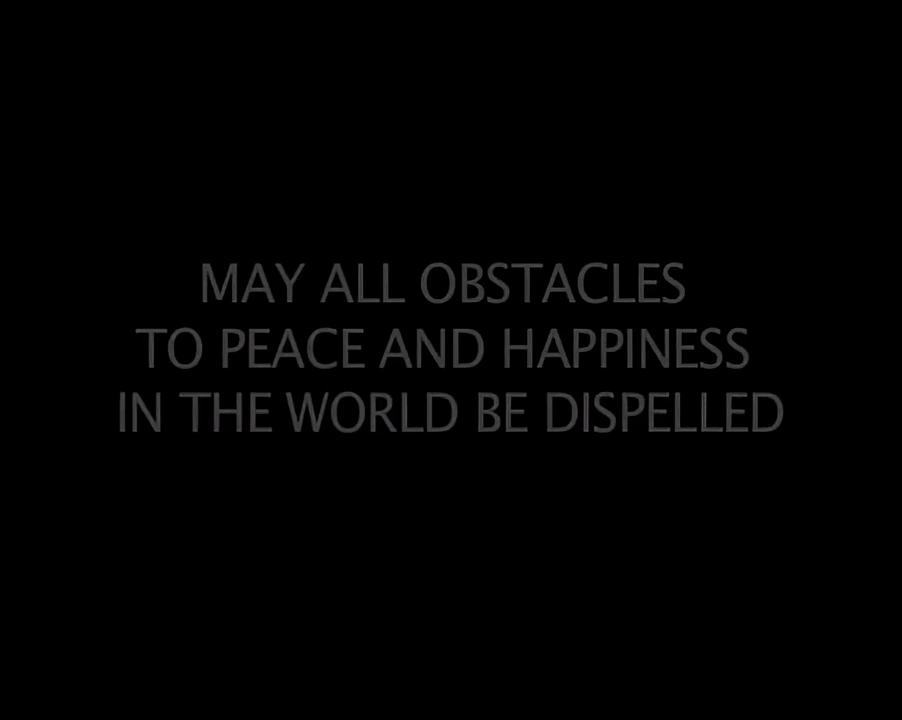 MAY ALL OBSTACLES
TO PEACE AND HAPPINESS
IN THE WORLD BE DISPELLED